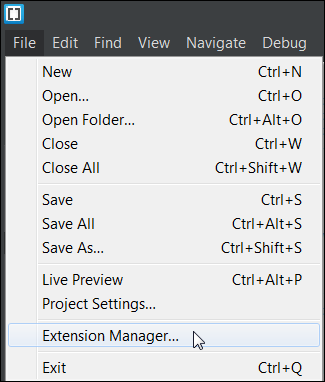 File Edit Find View Navigate Debug
New Ctrl+N
Open... Ctrl+O
Open Folder... Ctrl+Alt+O
Close Ctrl+W
Close All Ctrl+Shift+W
Save Ctrl+S
Save All Ctrl+Alt+S
Save As... Ctrl+Shift+S
Live Preview Ctrl+Alt+P
Project Settings...
Extension Manager...
Exit Ctrl+Q